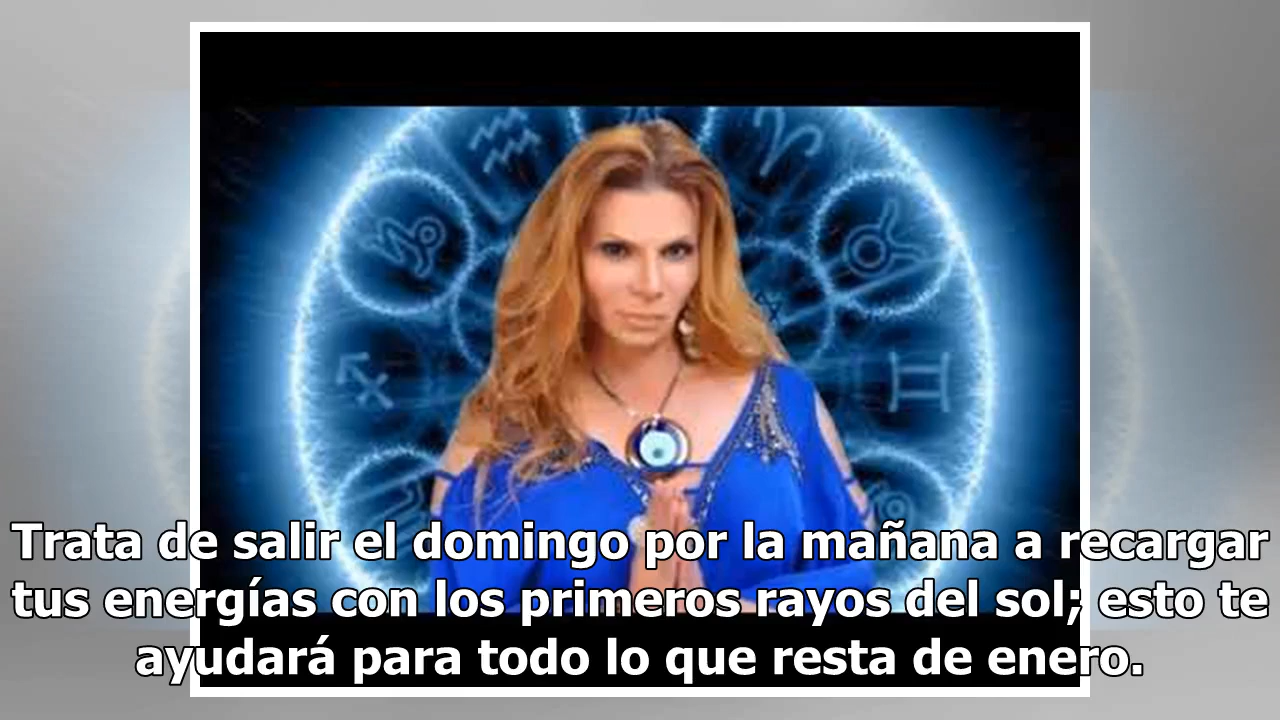 Trata de salir el domingo por la mañana a recargar
tus energías con los primeros rayos del sol; esto te
ayudará para todo lo que resta de enero.